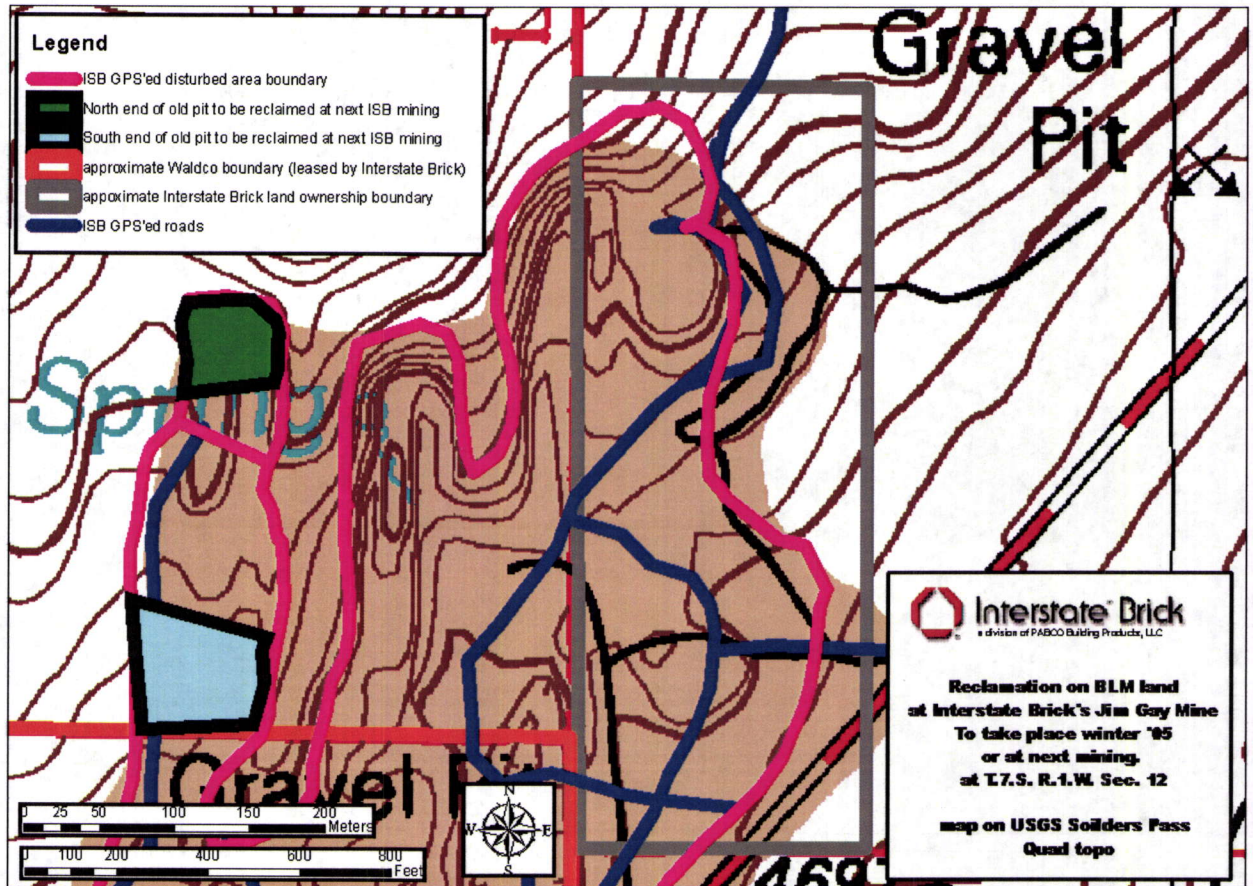 Legend
ISB GPS'ed disturbed area boundary
North end of old pit to be reclaimed at next ISB mining
South end of old pit to be reclaimed at next ISB mining
approximate Waldco boundary (leased by Interstate Brick)
appoximate Interstate Brick land ownership boundary
ISB GPS'ed roads
Gravel
Pit
Spring
Gravel Pit
0 25 50 100 150 200
Meters
0 100 200 400 600 800
Feet
N
W E
S
Interstate Brick
a division of PABCO Building Products, LLC
Reclamation on BLM land
at Interstate Brick's Jim Gay Mine
To take place winter '05
or at next mining.
at T.7.S. R.1.W. Sec. 12
map on USGS Soilders Pass
Quad topo